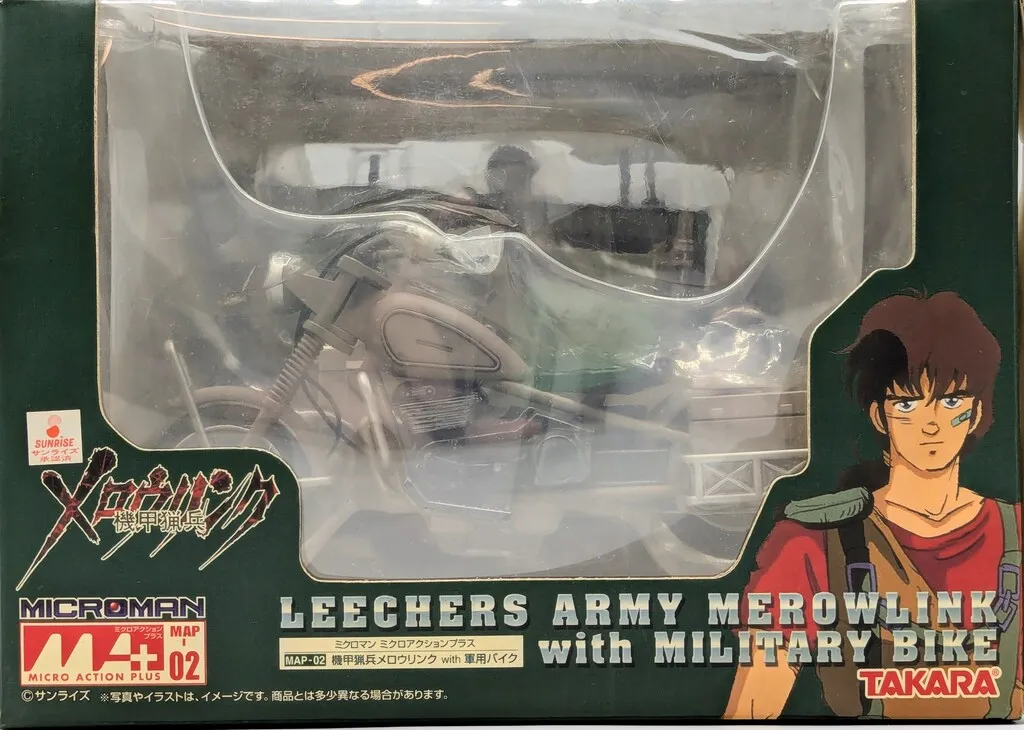 SUNRiSE
サンライズ
承認済
メロウリンク
機甲猟兵
MICROMAN
ミクロアクション
プラス
MA+
MICRO ACTION PLUS
MAP-
02
LEECHERS ARMY MEROWLINK
with MILITARY BIKE
ミクロマン ミクロアクションプラス
MAP-02 機甲猟兵メロウリンク with 軍用バイク
TAKARA®
©サンライズ ※写真やイラストは、イメージです。商品とは多少異なる場合があります。